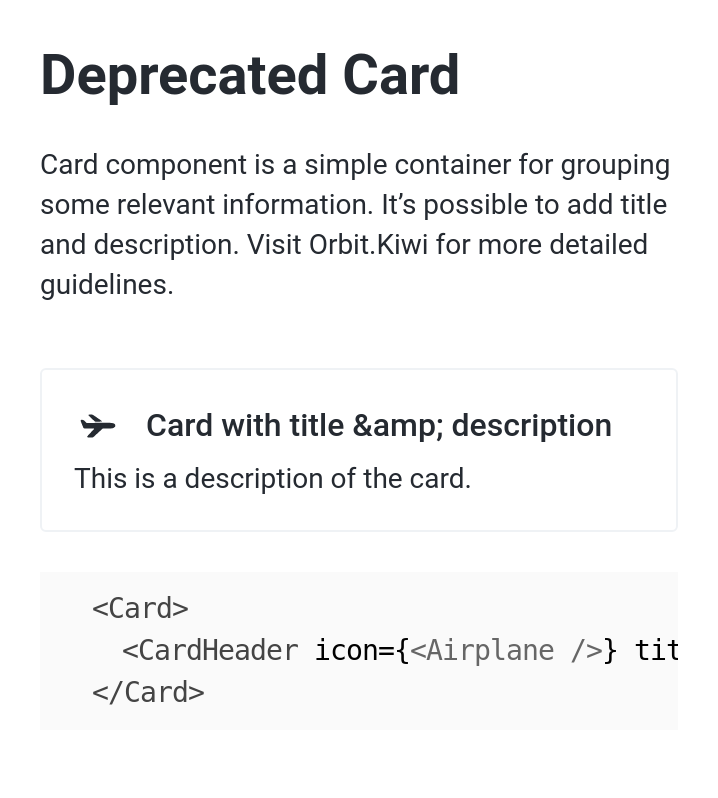 Deprecated Card
Card component is a simple container for grouping
some relevant information. It’s possible to add title
and description. Visit Orbit.Kiwi for more detailed
guidelines.
Card with title &amp; description
This is a description of the card.
<Card>
<CardHeader icon={<Airplane />} tit
</Card>